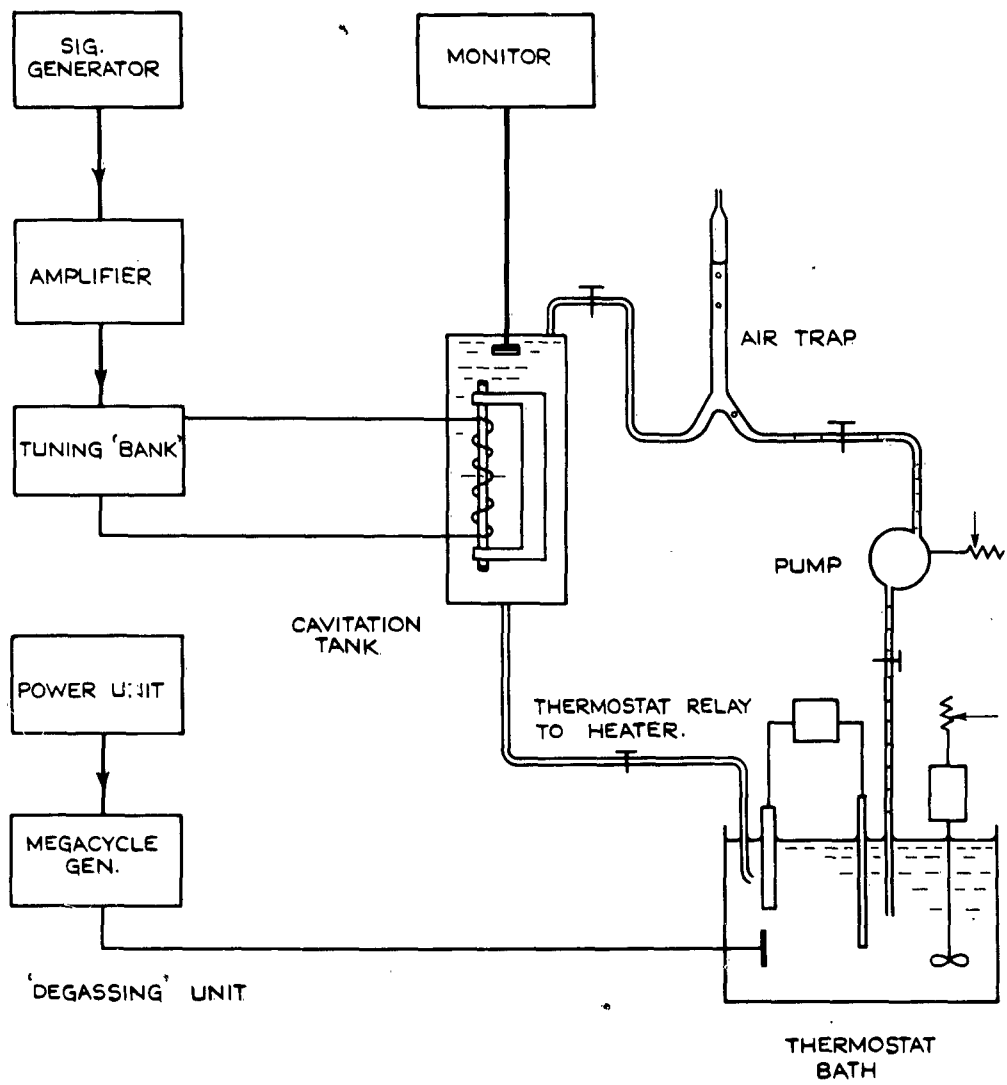 SIG.
GENERATOR
MONITOR
AMPLIFIER
AIR TRAP
TUNING 'BANK'
PUMP
CAVITATION
TANK
POWER UNIT
THERMOSTAT RELAY
TO HEATER.
MEGACYCLE
GEN.
'DEGASSING' UNIT
THERMOSTAT
BATH